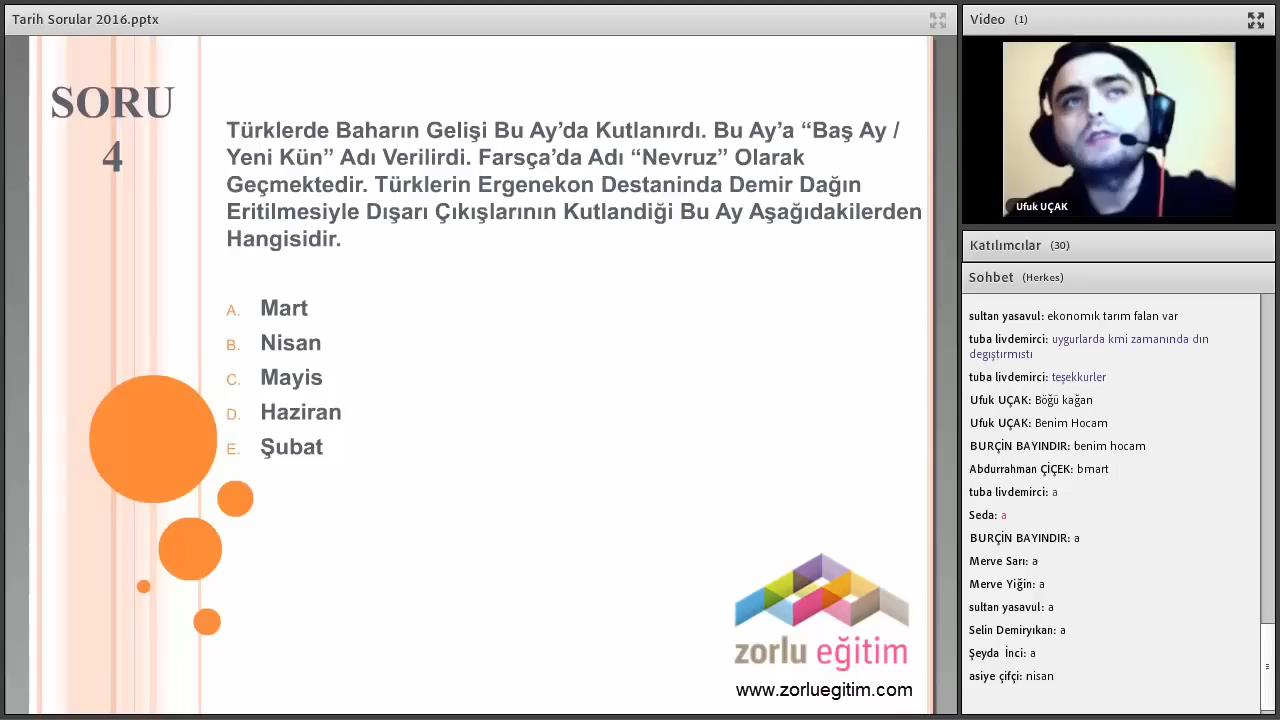 Tarih Sorular 2016.pptx
SORU
4
Türklerde Baharın Gelişi Bu Ay’da Kutlanırdı. Bu Ay’a “Baş Ay /
Yeni Kün” Adı Verilirdi. Farsça’da Adı “Nevruz” Olarak
Geçmektedir. Türklerin Ergenekon Destaninda Demir Dağın
Eritilmesiyle Dışarı Çıkışlarının Kutlandiği Bu Ay Aşağıdakilerden
Hangisidir.
A. Mart
B. Nisan
C. Mayis
D. Haziran
E. Şubat
zorlu eğitim
www.zorluegitim.com
Video (1)
Ufuk UÇAK
Katılımcılar (30)
Sohbet (Herkes)
sultan yasavul: ekonomık tarım falan var
tuba livdemirci: uygurlarda kmi zamanında dın
degıştırmıstı
tuba livdemirci: teşekkurler
Ufuk UÇAK: Böğü kağan
Ufuk UÇAK: Benim Hocam
BURÇİN BAYINDIR: benim hocam
Abdurrahman ÇİÇEK: bmart
tuba livdemirci: a
Seda: a
BURÇİN BAYINDIR: a
Merve Sarı: a
Merve Yiğin: a
sultan yasavul: a
Selin Demiryıkan: a
Şeyda İnci: a
asiye çifçi: nisan